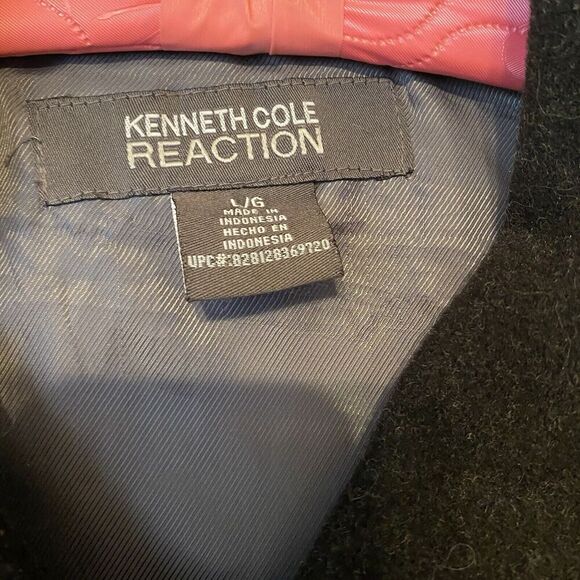 KENNETH COLE
REACTION
L/G
MADE IN
INDONESIA
HECHO EN
INDONESIA
UPC#:828128369720